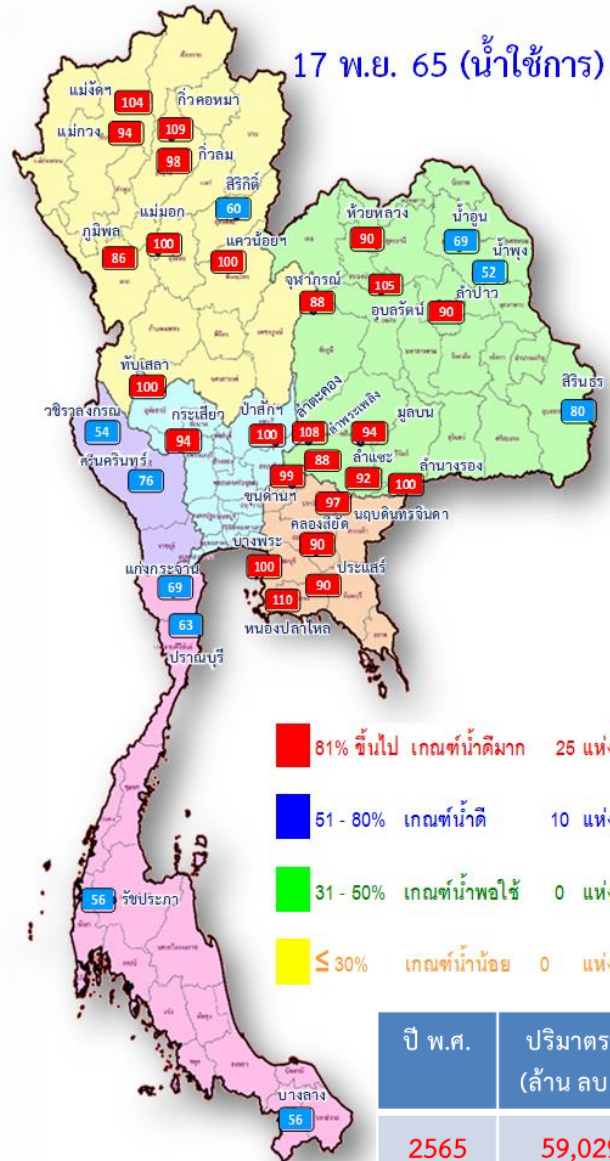 17 พ.ย. 65 (น้ำใช้การ)
แม่งัดฯ
104
กิ่วคอหมา
109
แม่กวง
94
กิ่วลม
98
สิริกิติ์
60
ภูมิพล
86
แม่มอก
100
แควน้อยฯ
100
ห้วยหลวง
90
น้ำอูน
69
น้ำพุง
52
จุฬาภรณ์
88
อุบลรัตน์
105
ลำปาว
90
สิรินธร
80
ทับเสลา
100
วชิราลงกรณ
54
กระเสียว
94
ป่าสักฯ
100
ลำตะคอง
108
ลำพระเพลิง
88
มูลบน
94
ลำแซะ
92
ลำนางรอง
100
ศรีนครินทร์
76
ขุนด่านฯ
99
นฤบดินทรจินดา
97
คลองสียัด
90
บางพระ
100
ประแสร์
90
หนองปลาไหล
110
แก่งกระจาน
69
63
ปราณบุรี
81% ขึ้นไป เกณฑ์น้ำดีมาก 25 แห่ง
51 - 80% เกณฑ์น้ำดี 10 แห่ง
31 - 50% เกณฑ์น้ำพอใช้ 0 แห่ง
≤ 30% เกณฑ์น้ำน้อย 0 แห่ง
56 รัชประภา
บางลาง
56
ปี พ.ศ. ปริมาตร
(ล้าน ลบ
2565 59,029